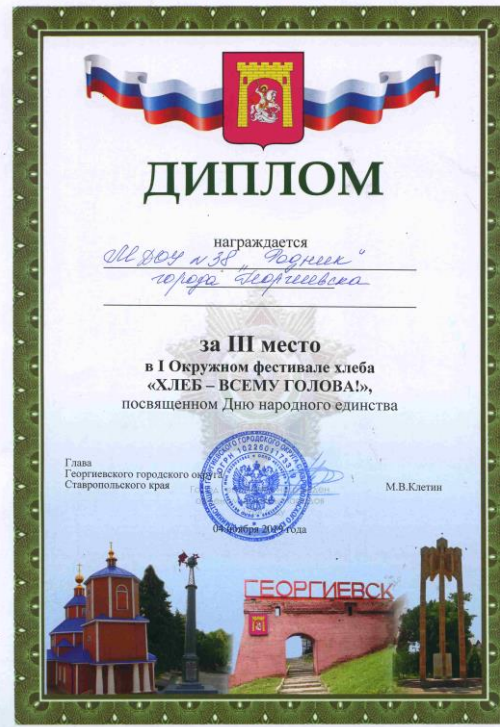 ДИПЛОМ
награждается
МДОУ №38 "Родник"
города Георгиевска
за III место
в I Окружном фестивале хлеба
«ХЛЕБ – ВСЕМУ ГОЛОВА!»,
посвященном Дню народного единства
Глава
Георгиевского городского округа
Ставропольского края
М.В.Клетин
04 ноября года
ГЕОРГИЕВСК